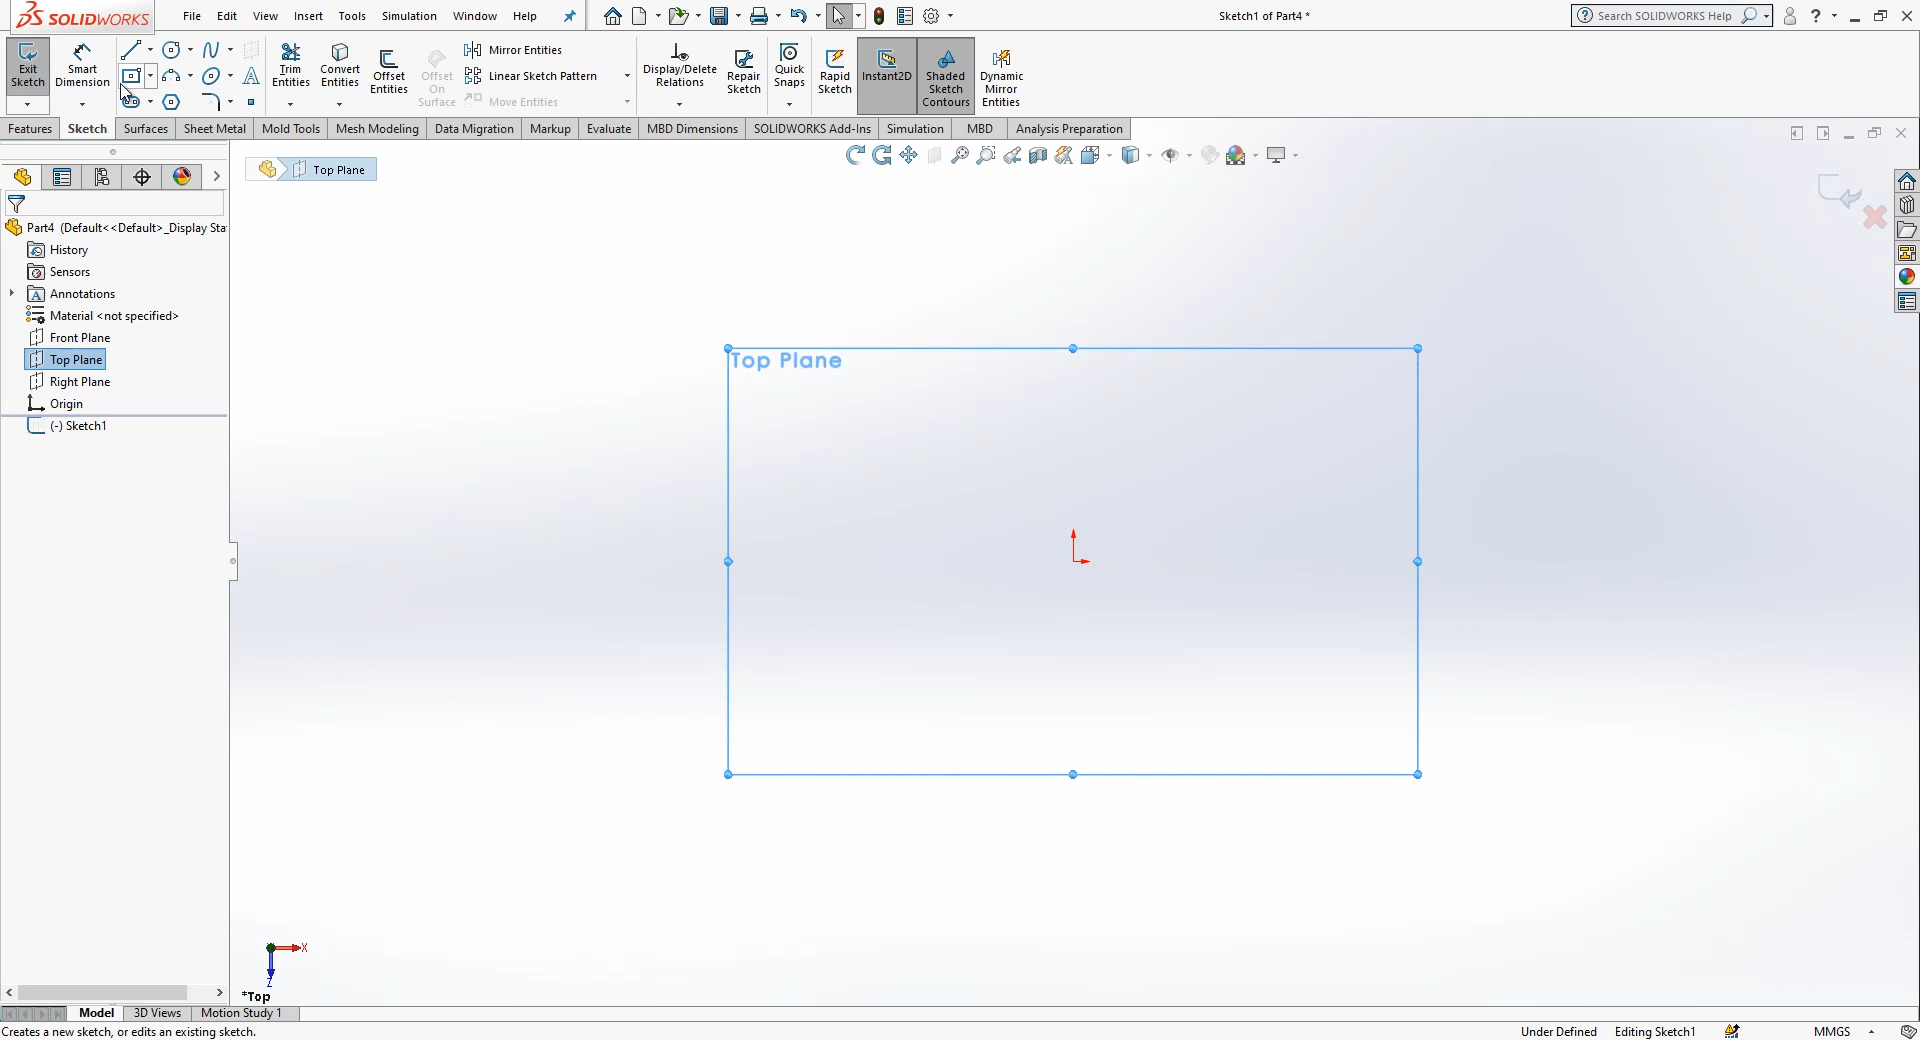 SOLIDWORKS
File Edit View Insert Tools Simulation Window Help
Sketch1 of Part4 *
Search SOLIDWORKS Help
Exit Sketch
Smart Dimension
Trim Entities
Convert Entities
Offset Entities
Offset On Surface
Mirror Entities
Linear Sketch Pattern
Move Entities
Display/Delete Relations
Repair Sketch
Quick Snaps
Rapid Sketch
Instant2D
Shaded Sketch Contours
Dynamic Mirror Entities
Features Sketch Surfaces Sheet Metal Mold Tools Mesh Modeling Data Migration Markup Evaluate MBD Dimensions SOLIDWORKS Add-Ins Simulation MBD Analysis Preparation
Top Plane
Part4 (Default<<Default>_Display Sta
History
Sensors
Annotations
Material <not specified>
Front Plane
Top Plane
Right Plane
Origin
(-) Sketch1
Top Plane
X
Z
*Top
Model 3D Views Motion Study 1
Creates a new sketch, or edits an existing sketch.
Under Defined Editing Sketch1 MMGS